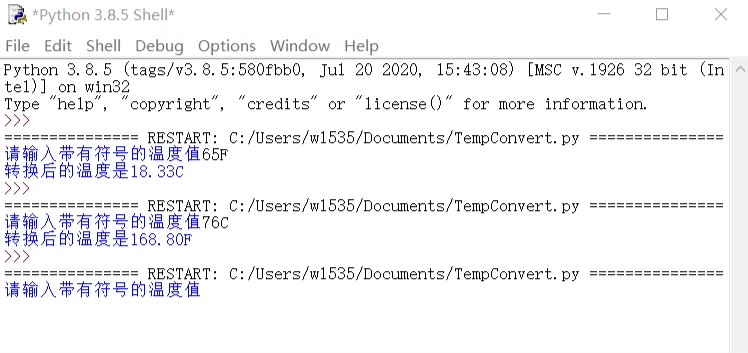 *Python 3.8.5 Shell*
File Edit Shell Debug Options Window Help
Python 3.8.5 (tags/v3.8.5:580fbb0, Jul 20 2020, 15:43:08) [MSC v.1926 32 bit (In
tel)] on win32
Type "help", "copyright", "credits" or "license()" for more information.
>>>
=============== RESTART: C:/Users/w1535/Documents/TempConvert.py ===============
请输入带有符号的温度值65F
转换后的温度是18.33C
>>>
=============== RESTART: C:/Users/w1535/Documents/TempConvert.py ===============
请输入带有符号的温度值76C
转换后的温度是168.80F
>>>
=============== RESTART: C:/Users/w1535/Documents/TempConvert.py ===============
请输入带有符号的温度值